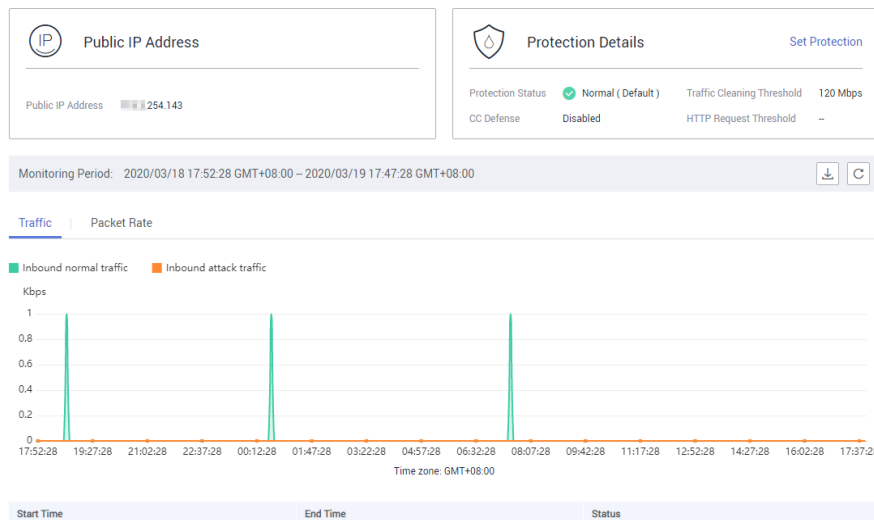 IP
Public IP Address
Public IP Address .254.143
Protection Details
Set Protection
Protection Status Normal ( Default ) Traffic Cleaning Threshold 120 Mbps
CC Defense Disabled HTTP Request Threshold --
Monitoring Period: 2020/03/18 17:52:28 GMT+08:00 – 2020/03/19 17:47:28 GMT+08:00
Traffic Packet Rate
Inbound normal traffic Inbound attack traffic
Kbps
1
0.8
0.6
0.4
0.2
0
17:52:28 19:27:28 21:02:28 22:37:28 00:12:28 01:47:28 03:22:28 04:57:28 06:32:28 08:07:28 09:42:28 11:17:28 12:52:28 14:27:28 16:02:28 17:37:2
Time zone: GMT+08:00
Start Time End Time Status